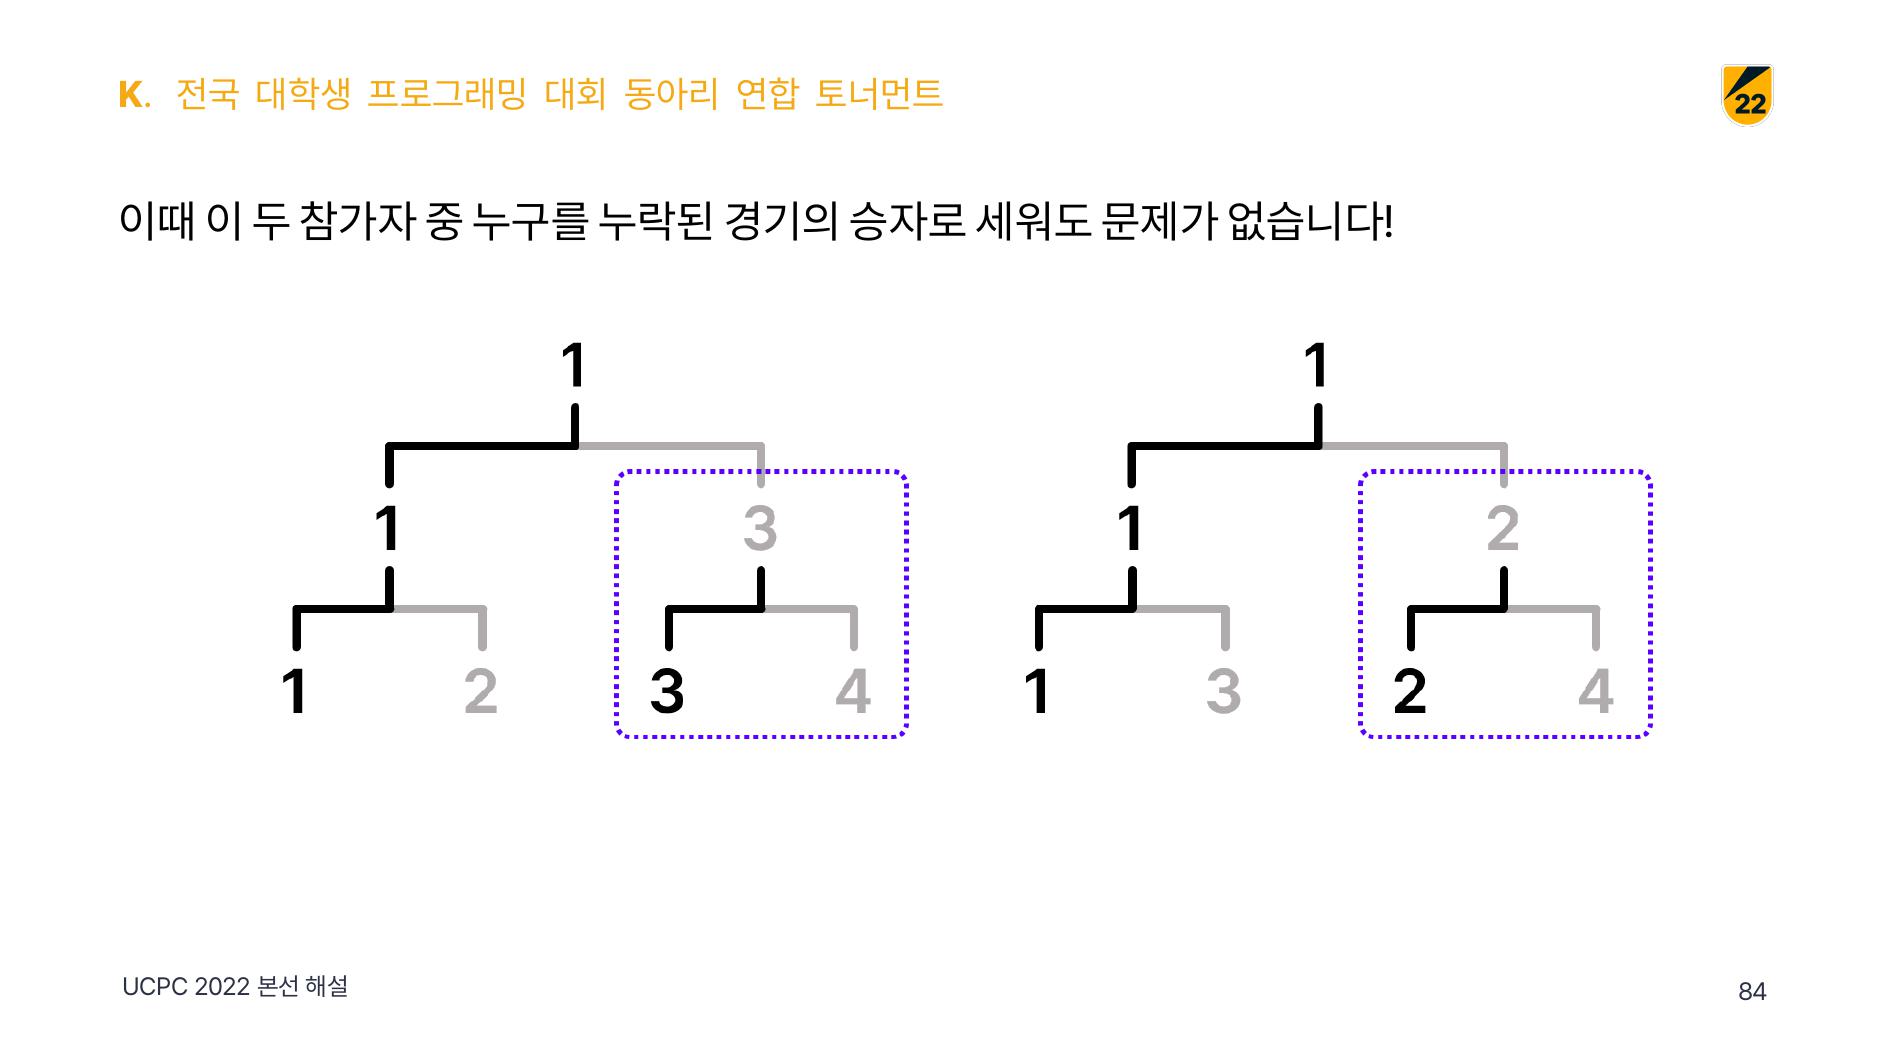 K. 전국 대학생 프로그래밍 대회 동아리 연합 토너먼트
22
이때 이 두 참가자 중 누구를 누락된 경기의 승자로 세워도 문제가 없습니다!
1 1
1 3 1 2
1 2 3 4 1 3 2 4
UCPC 2022 본선 해설
84